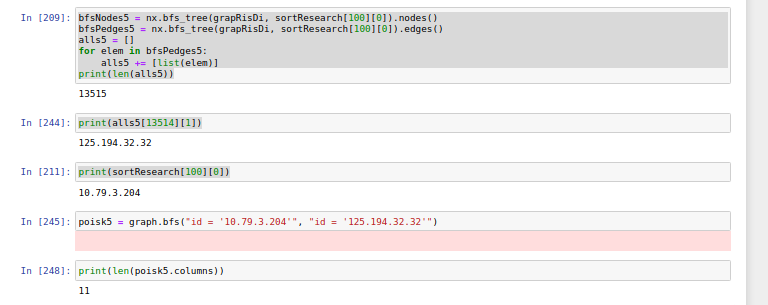 In [209]: bfsNodes5 = nx.bfs_tree(grapRisDi, sortResearch[100][0]).nodes()
bfsPedges5 = nx.bfs_tree(grapRisDi, sortResearch[100][0]).edges()
alls5 = []
for elem in bfsPedges5:
    alls5 += [list(elem)]
print(len(alls5))
13515
In [244]: print(alls5[13514][1])
125.194.32.32
In [211]: print(sortResearch[100][0])
10.79.3.204
In [245]: poisk5 = graph.bfs("id = '10.79.3.204'", "id = '125.194.32.32'")
In [248]: print(len(poisk5.columns))
11